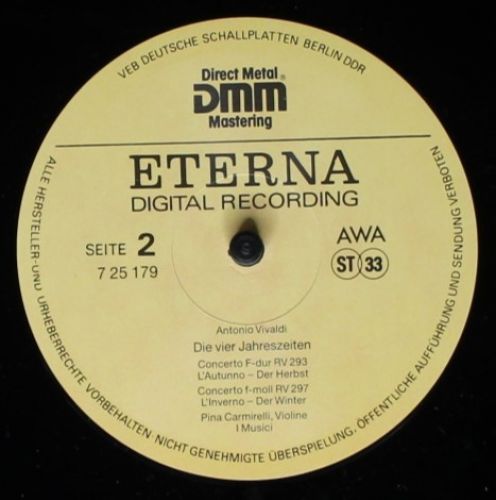 VEB DEUTSCHE SCHALLPLATTEN BERLIN DDR
Direct Metal®
DMM
Mastering
ETERNA
DIGITAL RECORDING
SEITE 2
7 25 179
AWA
ST 33
Antonio Vivaldi
Die vier Jahreszeiten
Concerto F-dur RV 293
L'Autunno – Der Herbst
Concerto f-moll RV 297
L'Inverno – Der Winter
Pina Carmirelli, Violine
I Musici
ALLE HERSTELLER- UND URHEBERRECHTE VORBEHALTEN NICHT GENEHMIGTE ÜBERSPIELUNG, ÖFFENTLICHE AUFFÜHRUNG UND SENDUNG VERBOTEN